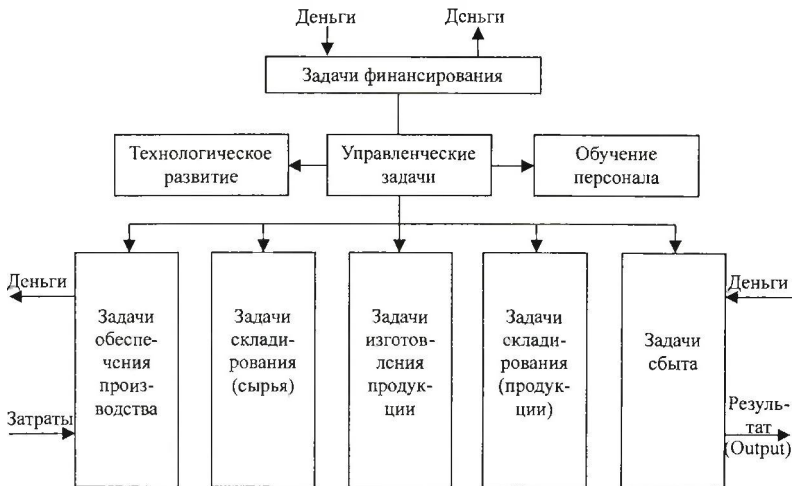 Деньги
Деньги
Задачи финансирования
Технологическое
развитие
Управленческие
задачи
Обучение
персонала
Деньги
Затраты
Задачи
обеспе-
чения
произ-
водства
Задачи
склади-
рования
(сырья)
Задачи
изготов-
ления
продук-
ции
Задачи
склади-
рования
(продук-
ции)
Задачи
сбыта
Деньги
Резуль-
тат
(Output)